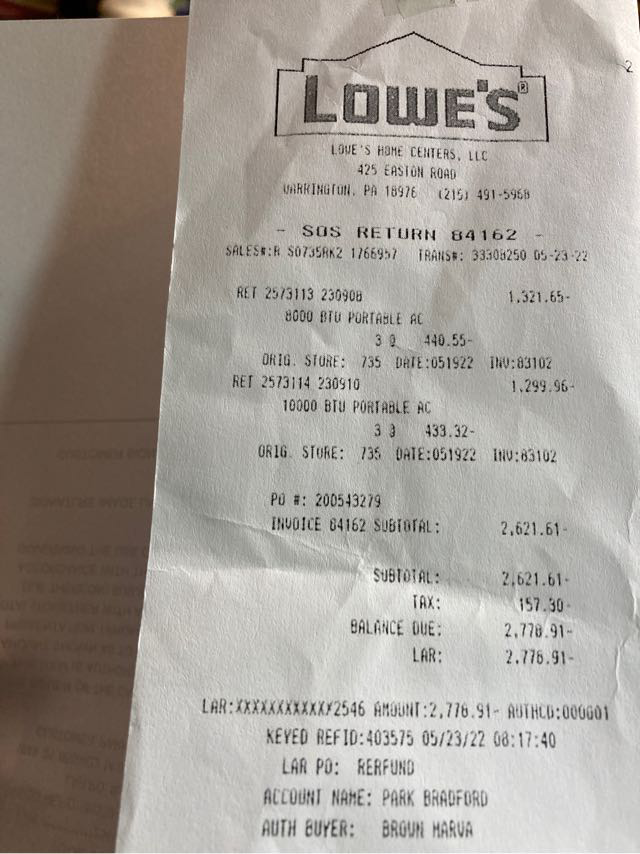 2
LOWE'S®
LOWE'S HOME CENTERS, LLC
425 EASTON ROAD
WARRINGTON, PA 18976 (215) 491-5968
- SOS RETURN 84162 -
SALES#:R S0735RK2 1766957 TRANS#: 33308250 05-23-22
RET 2573113 230908 1,321.65-
8000 BTU PORTABLE AC
3 @ 440.55-
ORIG. STORE: 735 DATE:051922 INV:83102
RET 2573114 230910 1,299.96-
10000 BTU PORTABLE AC
3 @ 433.32-
ORIG. STORE: 735 DATE:051922 INV:83102
PO #: 200543279
INVOICE 84162 SUBTOTAL: 2,621.61-
SUBTOTAL: 2,621.61-
TAX: 157.30-
BALANCE DUE: 2,778.91-
LAR: 2,778.91-
LAR:XXXXXXXXXXXX2546 AMOUNT:2,778.91- AUTHCD:000601
KEYED REFID:403575 05/23/22 08:17:40
LAR PO: RERFUND
ACCOUNT NAME: PARK BRADFORD
AUTH BUYER: BROWN MARVA